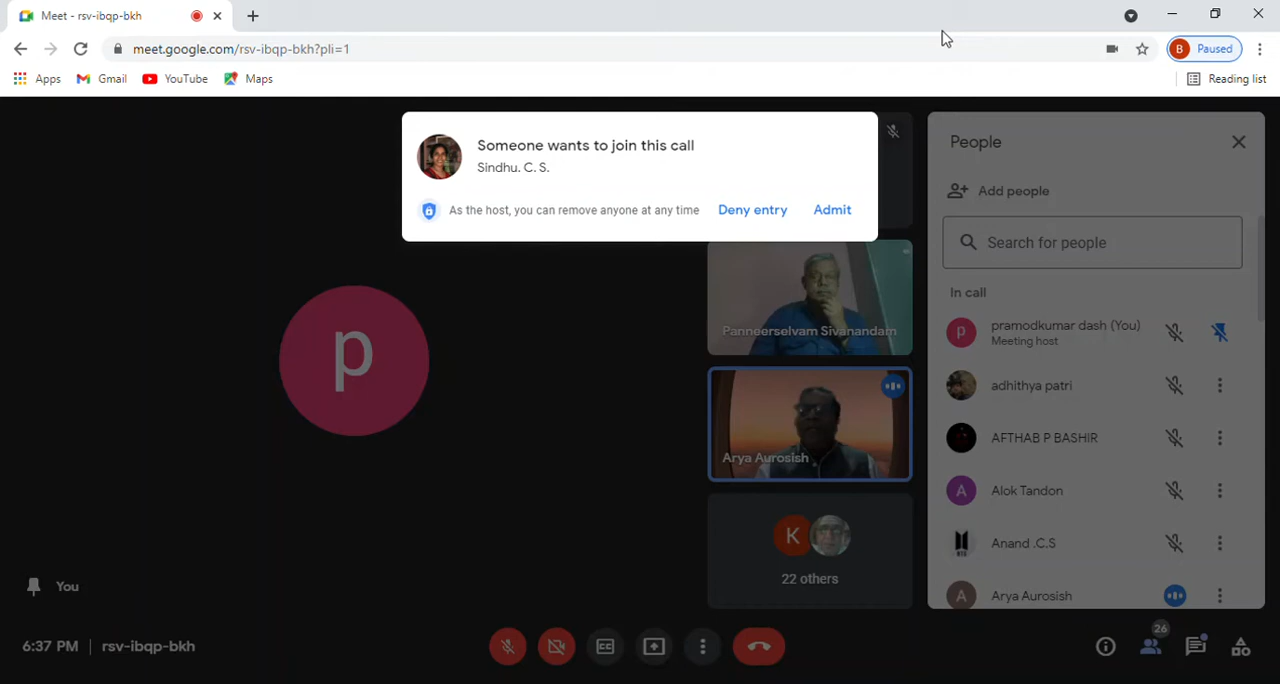 Meet - rsv-ibqp-bkh
meet.google.com/rsv-ibqp-bkh?pli=1
B Paused
Apps Gmail YouTube Maps Reading list
Someone wants to join this call
Sindhu. C. S.
As the host, you can remove anyone at any time Deny entry Admit
p
You
Panneerselvam Sivanandam
Arya Aurosish
K
22 others
People
Add people
Search for people
In call
p pramodkumar dash (You)
Meeting host
adhithya patri
AFTHAB P BASHIR
A Alok Tandon
BTS Anand .C.S
A Arya Aurosish
6:37 PM | rsv-ibqp-bkh
CC
26